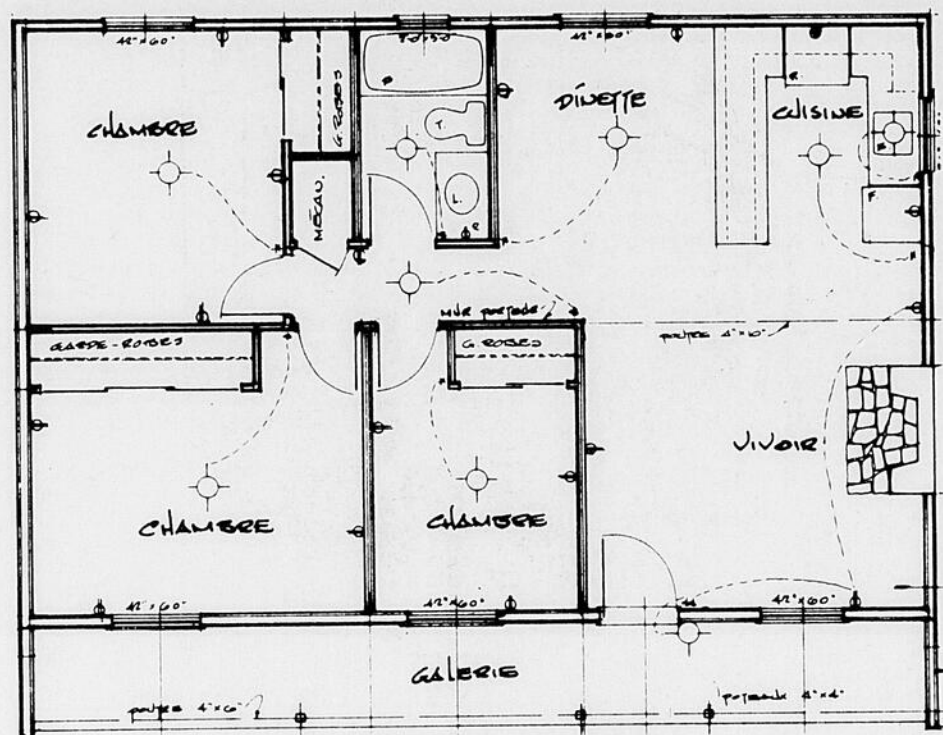 42"x60"
42"x60"
G. ROBES
CHAMBRE
DÎNETTE
CUISINE
R.
T.
L.
F.
MÉCAN.
MUR PORTEUR
POUTRE 4"x10"
GARDE-ROBES
G. ROBES
VIVOIR
CHAMBRE
CHAMBRE
42"x60"
42"x60"
42"x60"
GALERIE
POUTRE 4"x6"
POTEAUX 4"x4"